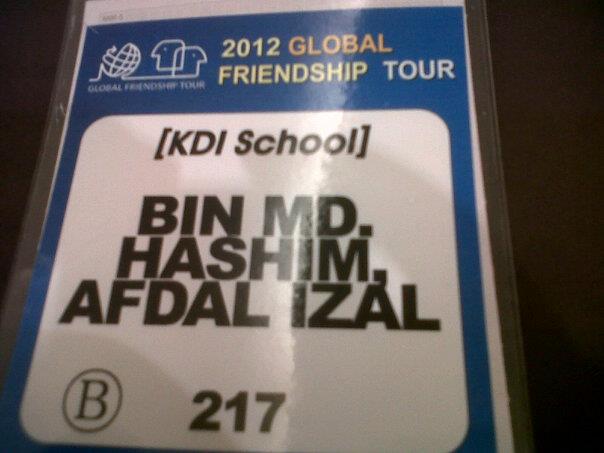 2012 GLOBAL
FRIENDSHIP TOUR
GLOBAL FRIENDSHIP TOUR
[KDI School]
BIN MD.
HASHIM,
AFDAL IZAL
B 217